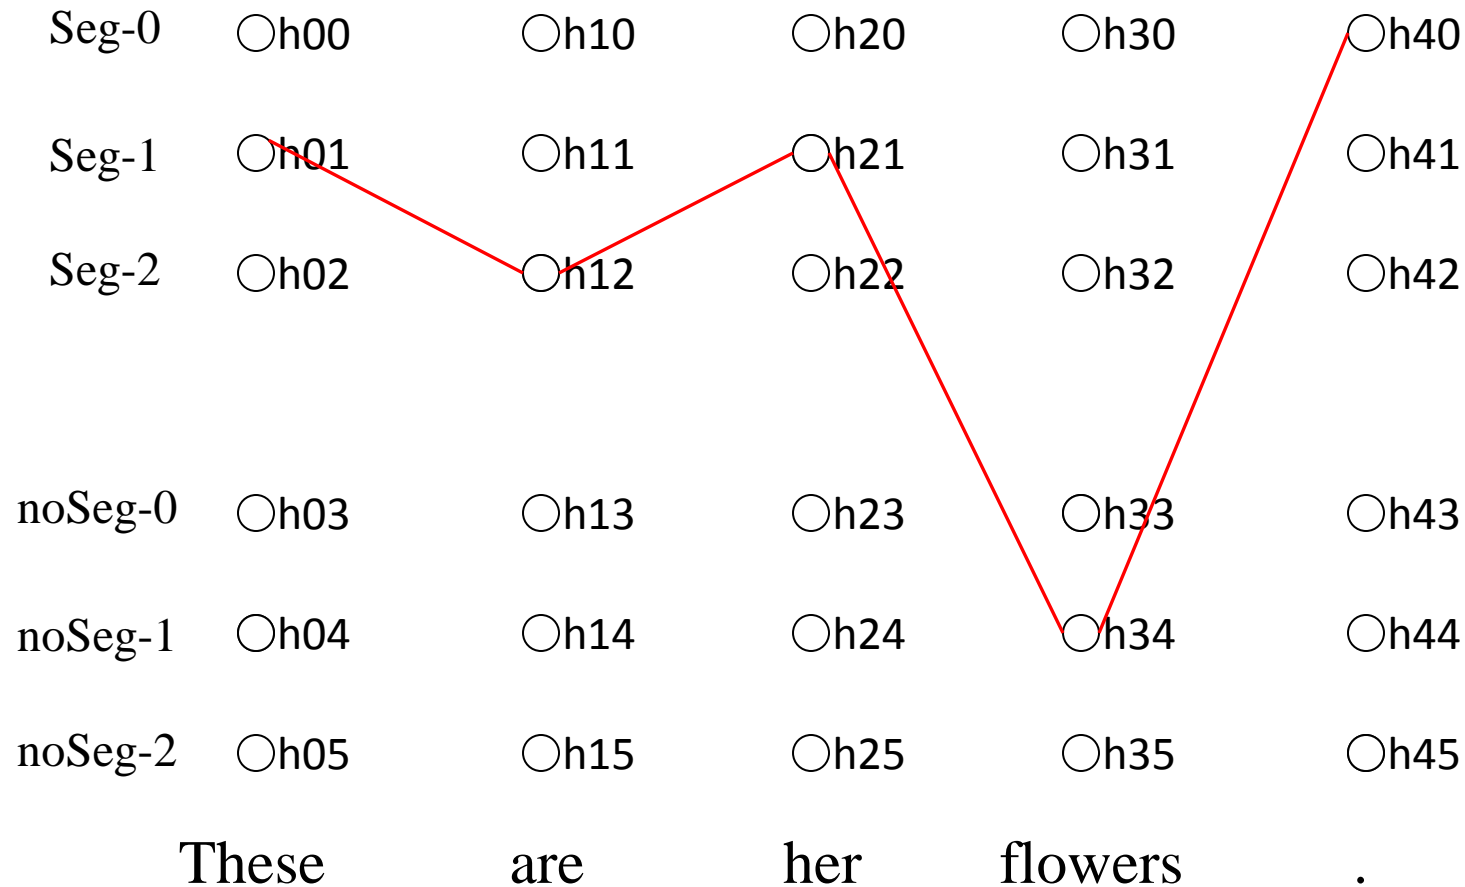 Seg-0 h00 h10 h20 h30 h40
Seg-1 h01 h11 h21 h31 h41
Seg-2 h02 h12 h22 h32 h42
noSeg-0 h03 h13 h23 h33 h43
noSeg-1 h04 h14 h24 h34 h44
noSeg-2 h05 h15 h25 h35 h45
These are her flowers .